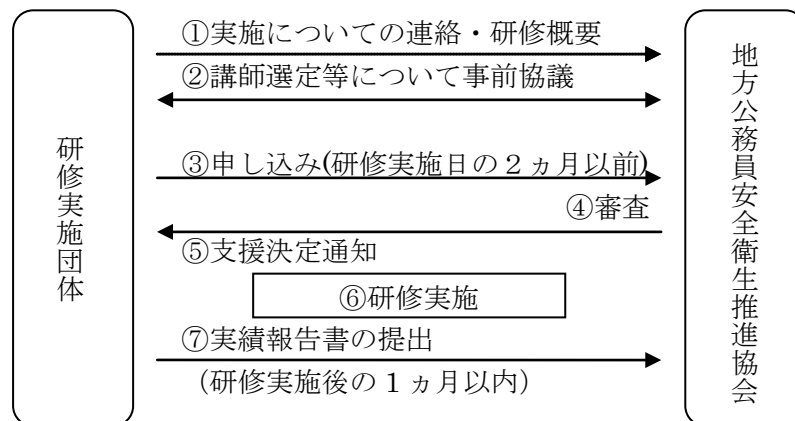 研修実施団体
①実施についての連絡・研修概要
②講師選定等について事前協議
③申し込み(研修実施日の２ヵ月以前)
④審査
⑤支援決定通知
⑥研修実施
⑦実績報告書の提出
（研修実施後の１ヵ月以内）
地方公務員安全衛生推進協会